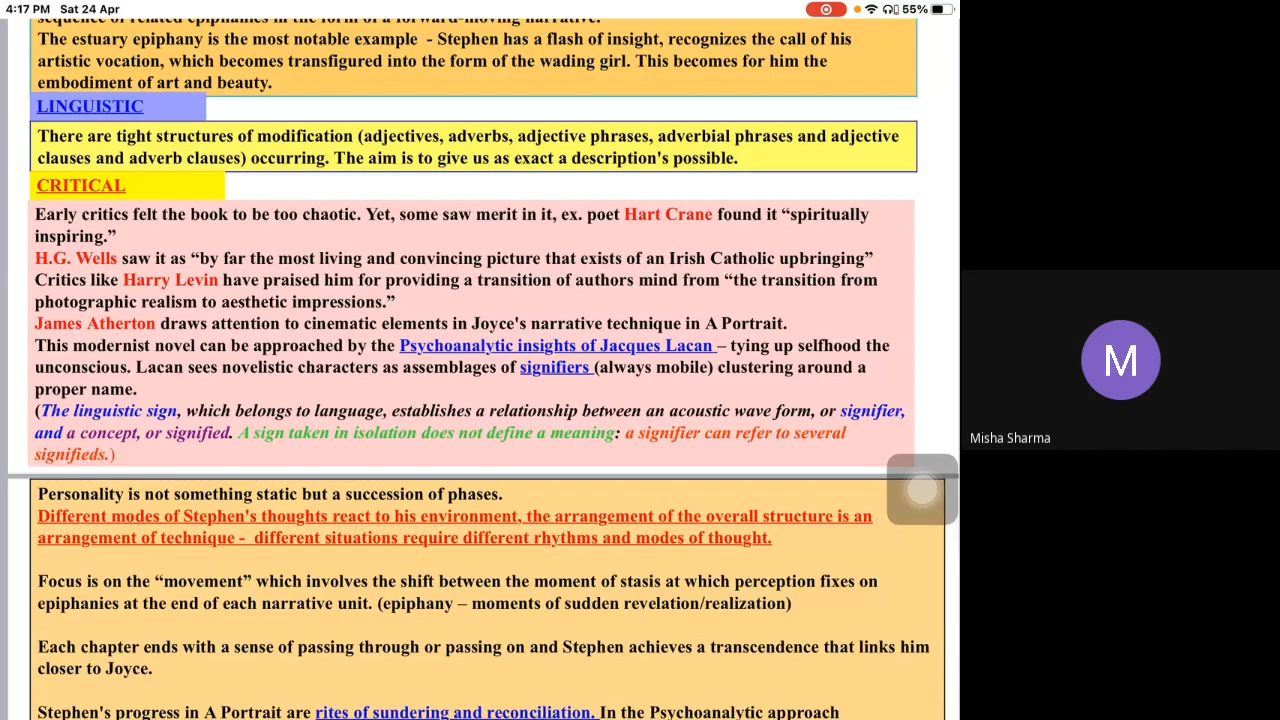 4:17 PM Sat 24 Apr
55%
sequence of related epiphanies in the form of a forward-moving narrative.
The estuary epiphany is the most notable example - Stephen has a flash of insight, recognizes the call of his
artistic vocation, which becomes transfigured into the form of the wading girl. This becomes for him the
embodiment of art and beauty.
LINGUISTIC
There are tight structures of modification (adjectives, adverbs, adjective phrases, adverbial phrases and adjective
clauses and adverb clauses) occurring. The aim is to give us as exact a description's possible.
CRITICAL
Early critics felt the book to be too chaotic. Yet, some saw merit in it, ex. poet Hart Crane found it “spiritually
inspiring.”
H.G. Wells saw it as “by far the most living and convincing picture that exists of an Irish Catholic upbringing”
Critics like Harry Levin have praised him for providing a transition of authors mind from “the transition from
photographic realism to aesthetic impressions.”
James Atherton draws attention to cinematic elements in Joyce's narrative technique in A Portrait.
This modernist novel can be approached by the Psychoanalytic insights of Jacques Lacan – tying up selfhood the
unconscious. Lacan sees novelistic characters as assemblages of signifiers (always mobile) clustering around a
proper name.
(The linguistic sign, which belongs to language, establishes a relationship between an acoustic wave form, or signifier,
and a concept, or signified. A sign taken in isolation does not define a meaning: a signifier can refer to several
signifieds.)
Personality is not something static but a succession of phases.
Different modes of Stephen's thoughts react to his environment, the arrangement of the overall structure is an
arrangement of technique - different situations require different rhythms and modes of thought.
Focus is on the “movement” which involves the shift between the moment of stasis at which perception fixes on
epiphanies at the end of each narrative unit. (epiphany – moments of sudden revelation/realization)
Each chapter ends with a sense of passing through or passing on and Stephen achieves a transcendence that links him
closer to Joyce.
Stephen's progress in A Portrait are rites of sundering and reconciliation. In the Psychoanalytic approach
M
Misha Sharma